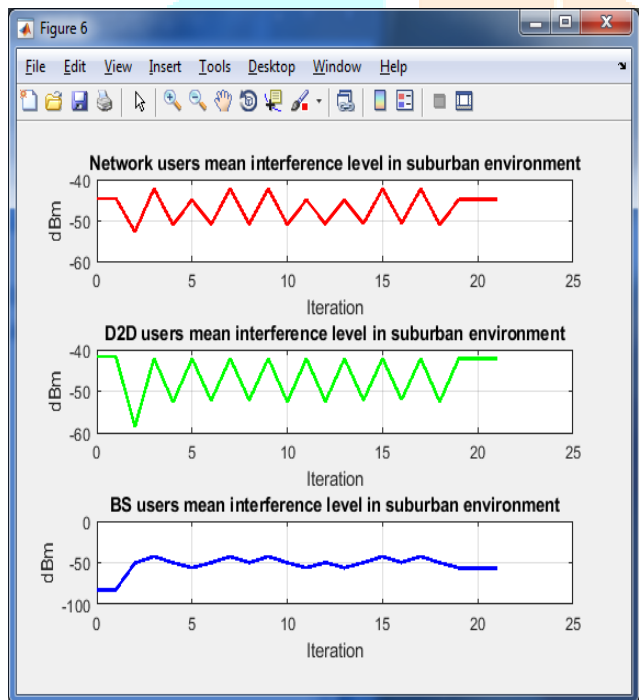 Figure 6
X
File Edit View Insert Tools Desktop Window Help
Network users mean interference level in suburban environment
-40
-50
-60
dBm
0 5 10 15 20 25
Iteration
D2D users mean interference level in suburban environment
-40
-50
-60
dBm
0 5 10 15 20 25
Iteration
BS users mean interference level in suburban environment
0
-50
-100
dBm
0 5 10 15 20 25
Iteration